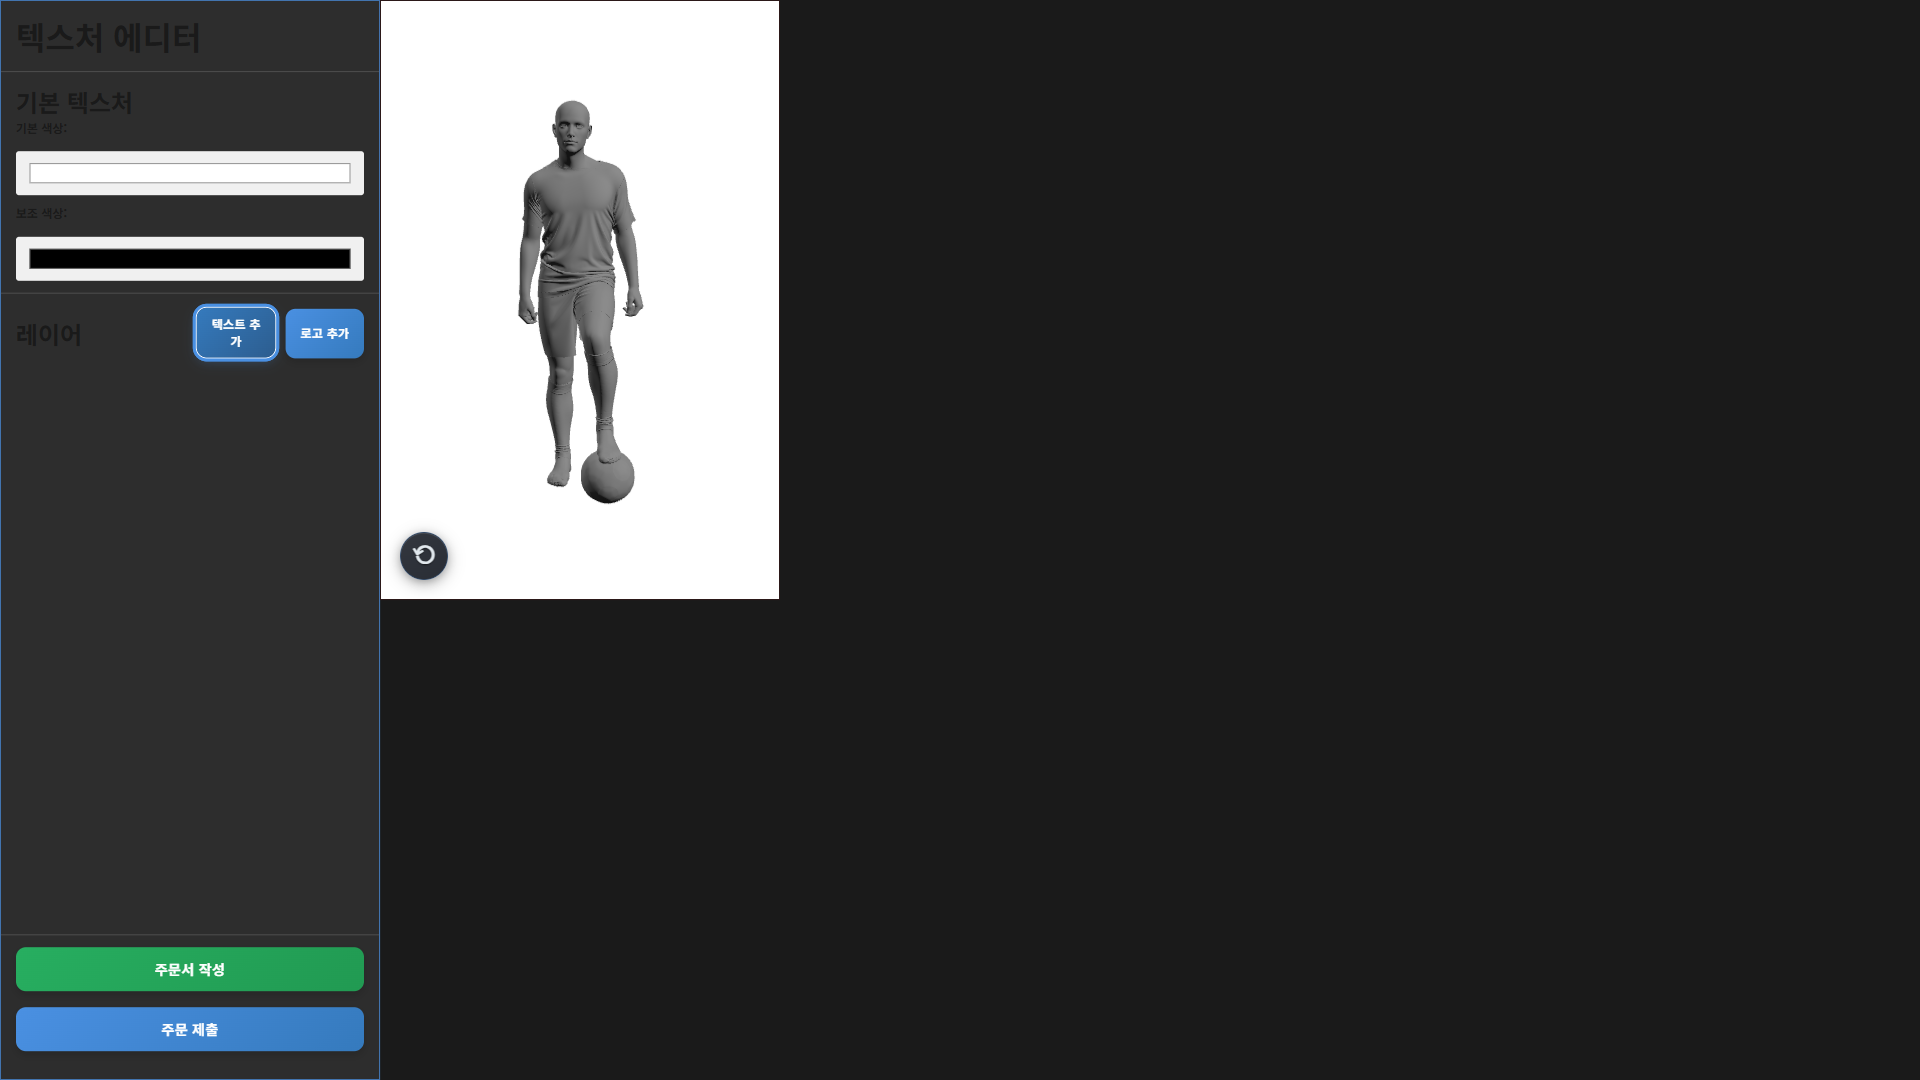 텍스처 에디터
기본 텍스처
기본 색상:
보조 색상:
레이어
텍스트 추
가
로고 추가
주문서 작성
주문 제출